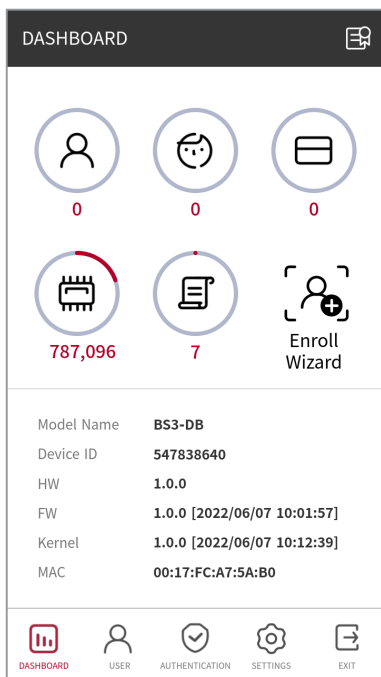 DASHBOARD
0
0
0
787,096
7
Enroll
Wizard
Model Name BS3-DB
Device ID 547838640
HW 1.0.0
FW 1.0.0 [2022/06/07 10:01:57]
Kernel 1.0.0 [2022/06/07 10:12:39]
MAC 00:17:FC:A7:5A:B0
DASHBOARD USER AUTHENTICATION SETTINGS EXIT